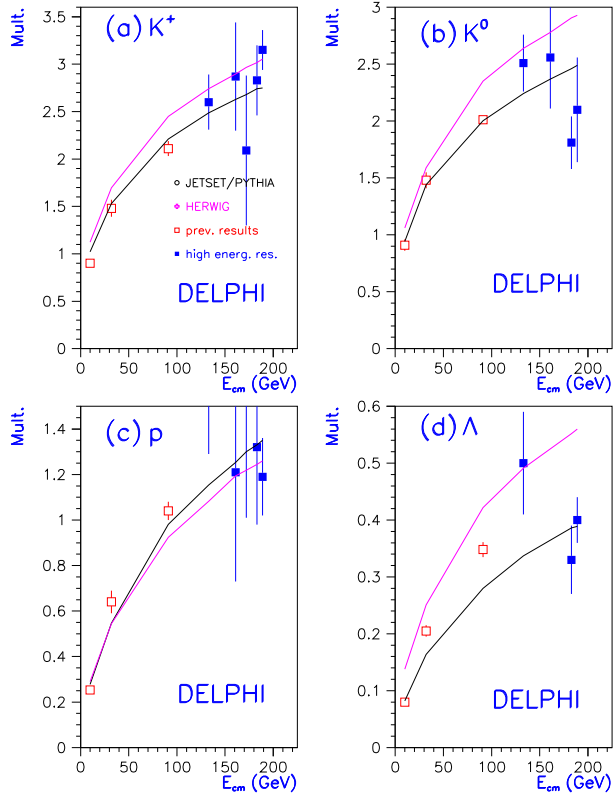 Mult.
(a) K⁺
3.5
3
2.5
2
1.5
1
0.5
0
JETSET/PYTHIA
HERWIG
prev. results
high energ. res.
DELPHI
0 50 100 150 200
E_cm (GeV)
Mult.
(b) K⁰
3
2.5
2
1.5
1
0.5
0
DELPHI
0 50 100 150 200
E_cm (GeV)
Mult.
(c) p
1.4
1.2
1
0.8
0.6
0.4
0.2
0
DELPHI
0 50 100 150 200
E_cm (GeV)
Mult.
(d) Λ
0.6
0.5
0.4
0.3
0.2
0.1
0
DELPHI
0 50 100 150 200
E_cm (GeV)